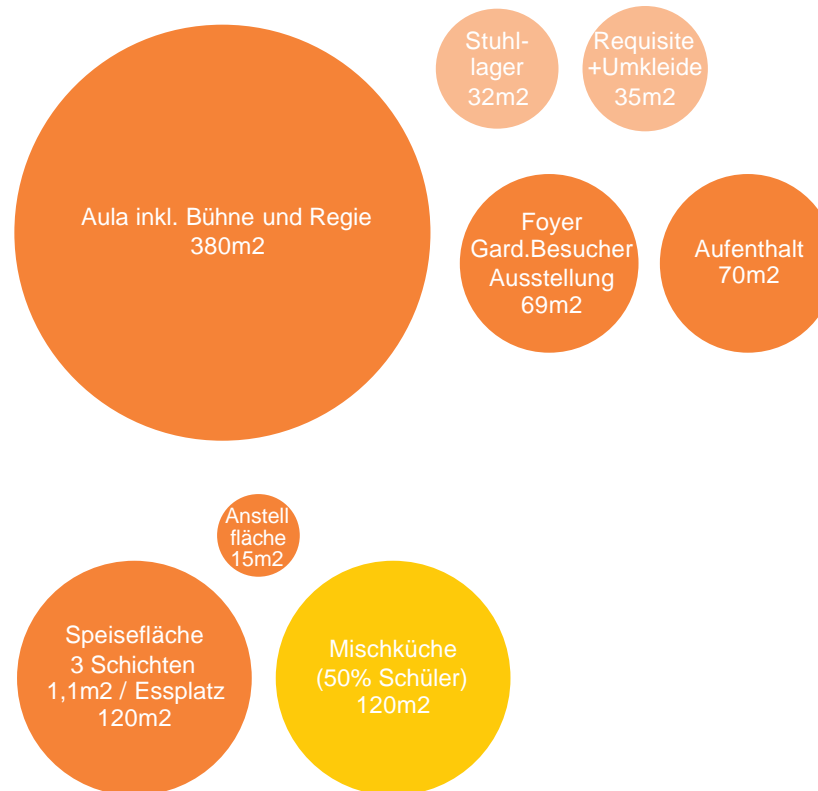 Stuhl-
lager
32m2
Requisite
+Umkleide
35m2
Aula inkl. Bühne und Regie
380m2
Foyer
Gard.Besucher
Ausstellung
69m2
Aufenthalt
70m2
Anstell
fläche
15m2
Speisefläche
3 Schichten
1,1m2 / Essplatz
120m2
Mischküche
(50% Schüler)
120m2